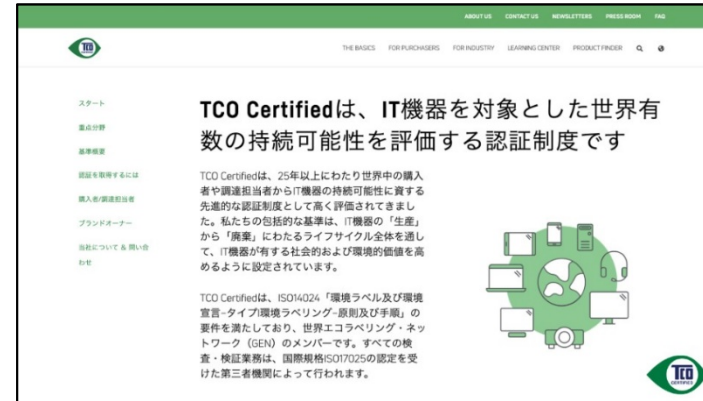 ABOUT US CONTACT US NEWSLETTERS PRESS ROOM FAQ
TCO
THE BASICS FOR PURCHASERS FOR INDUSTRY LEARNING CENTER PRODUCT FINDER
スタート
重点分野
基準概要
認証を取得するには
購入者/調達担当者
ブランドオーナー
当社について & 問い合
わせ
TCO Certifiedは、IT機器を対象とした世界有
数の持続可能性を評価する認証制度です
TCO Certifiedは、25年以上にわたり世界中の購入
者や調達担当者からIT機器の持続可能性に資する
先進的な認証制度として高く評価されてきまし
た。私たちの包括的な基準は、IT機器の「生産」
から「廃棄」にわたるライフサイクル全体を通し
て、IT機器が有する社会的および環境的価値を高
めるように設定されています。
TCO Certifiedは、ISO14024「環境ラベル及び環境
宣言–タイプI環境ラベリング–原則及び手順」の
要件を満たしており、世界エコラベリング・ネッ
トワーク（GEN）のメンバーです。すべての検
査・検証業務は、国際規格ISO17025の認定を受
けた第三者機関によって行われます。
TCO
CERTIFIED